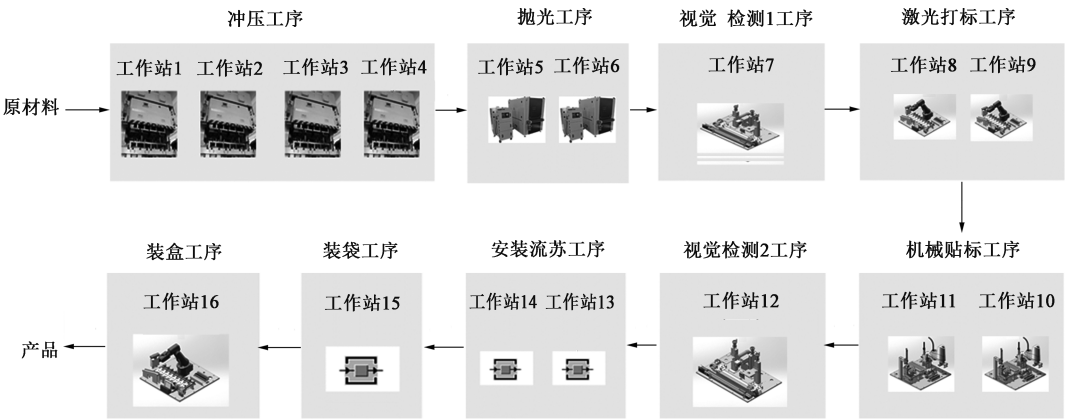 冲压工序
抛光工序
视觉 检测1工序
激光打标工序
工作站1 工作站2 工作站3 工作站4
工作站5 工作站6
工作站7
工作站8 工作站9
原材料
装盒工序
装袋工序
安装流苏工序
视觉检测2工序
机械贴标工序
工作站16
工作站15
工作站14 工作站13
工作站12
工作站11 工作站10
产品